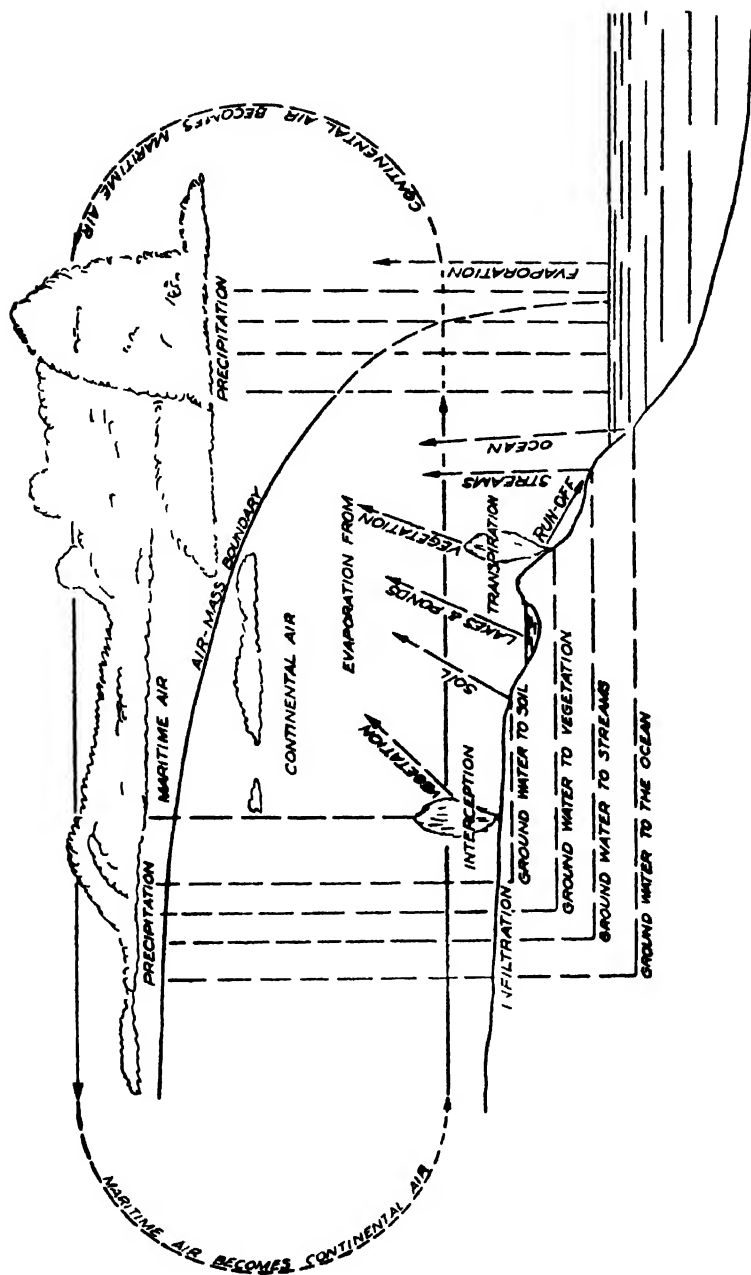 CONTINENTAL AIR BECOMES MARITIME AIR
PRECIPITATION
EVAPORATION
AIR-MASS BOUNDARY
MARITIME AIR
CONTINENTAL AIR
PRECIPITATION
EVAPORATION FROM
VEGETATION
SOIL
LAKES & PONDS
VEGETATION
STREAMS
OCEAN
TRANSPIRATION
RUN-OFF
INTERCEPTION
INFILTRATION
GROUND WATER TO SOIL
GROUND WATER TO VEGETATION
GROUND WATER TO STREAMS
GROUND WATER TO THE OCEAN
MARITIME AIR BECOMES CONTINENTAL AIR